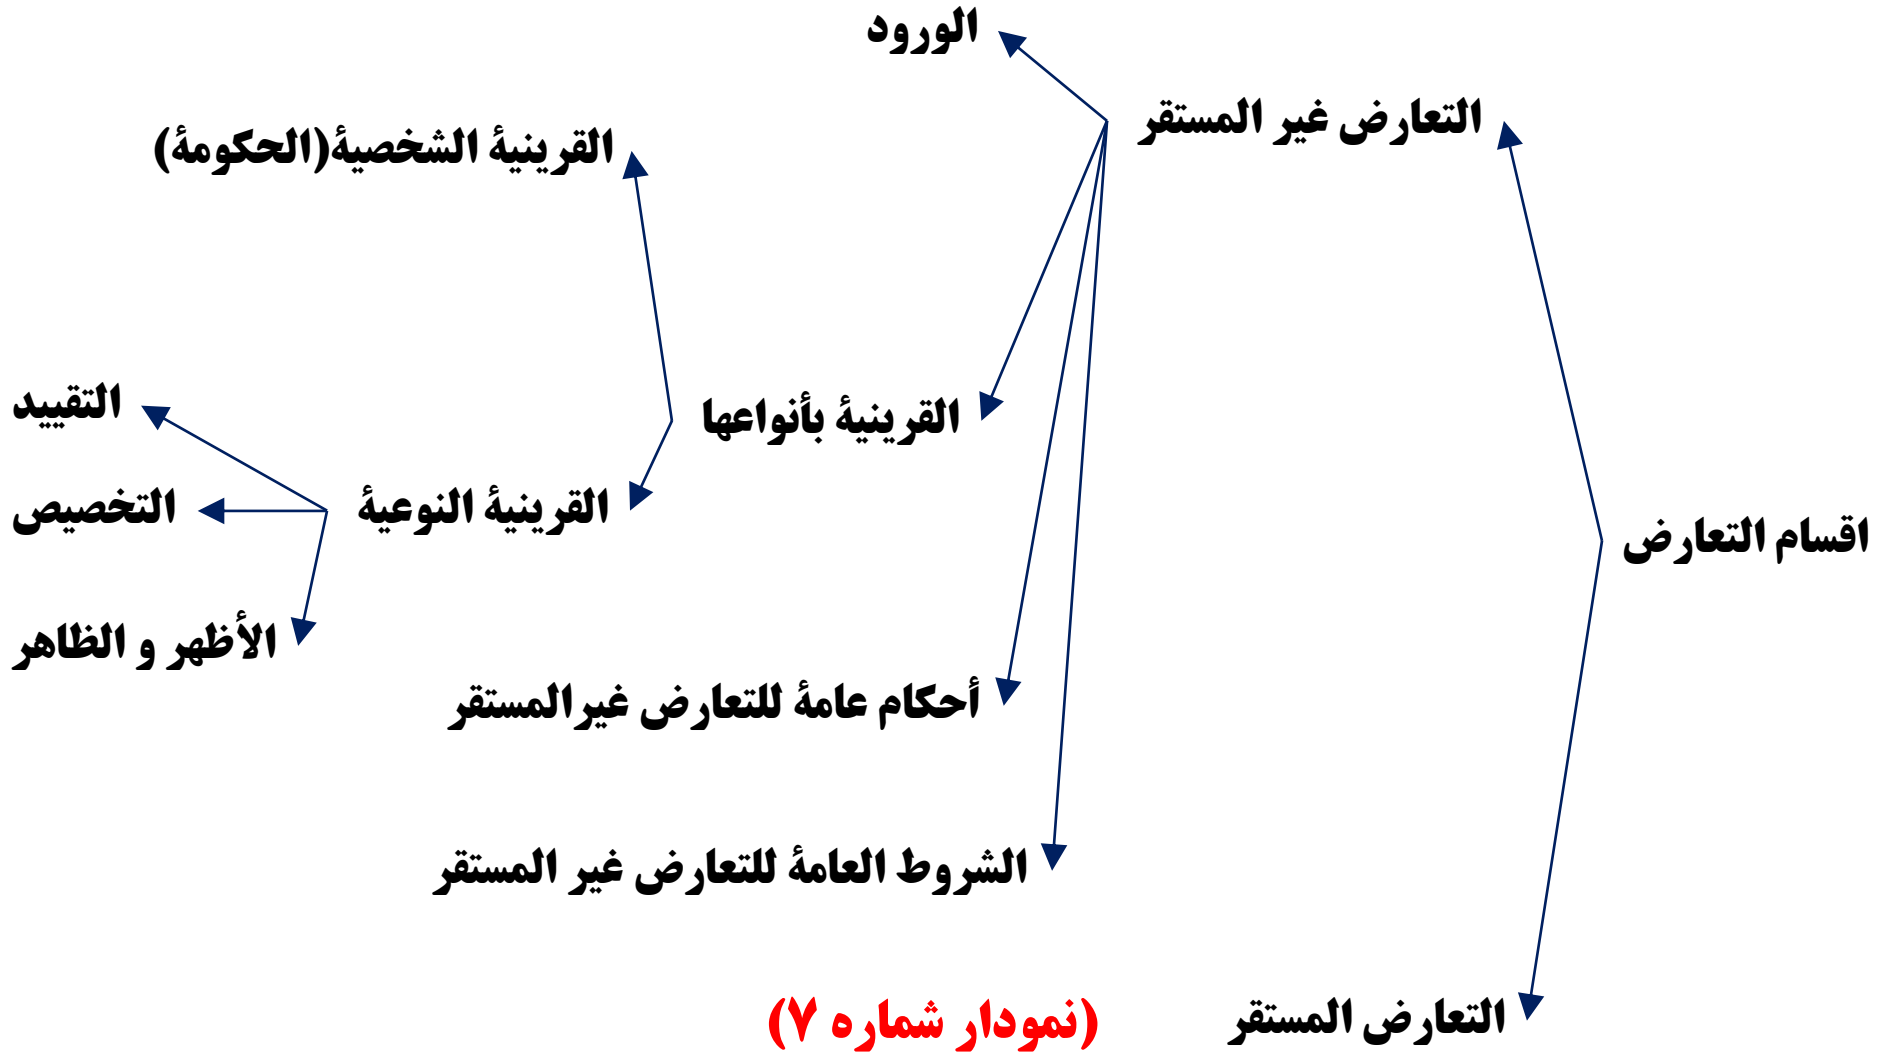 اقسام التعارض
التعارض غير المستقر
الورود
القرينية بأنواعها
القرينية الشخصية(الحكومة)
القرينية النوعية
التقييد
التخصيص
الأظهر و الظاهر
أحكام عامة للتعارض غيرالمستقر
الشروط العامة للتعارض غير المستقر
التعارض المستقر
(نمودار شماره ۷)